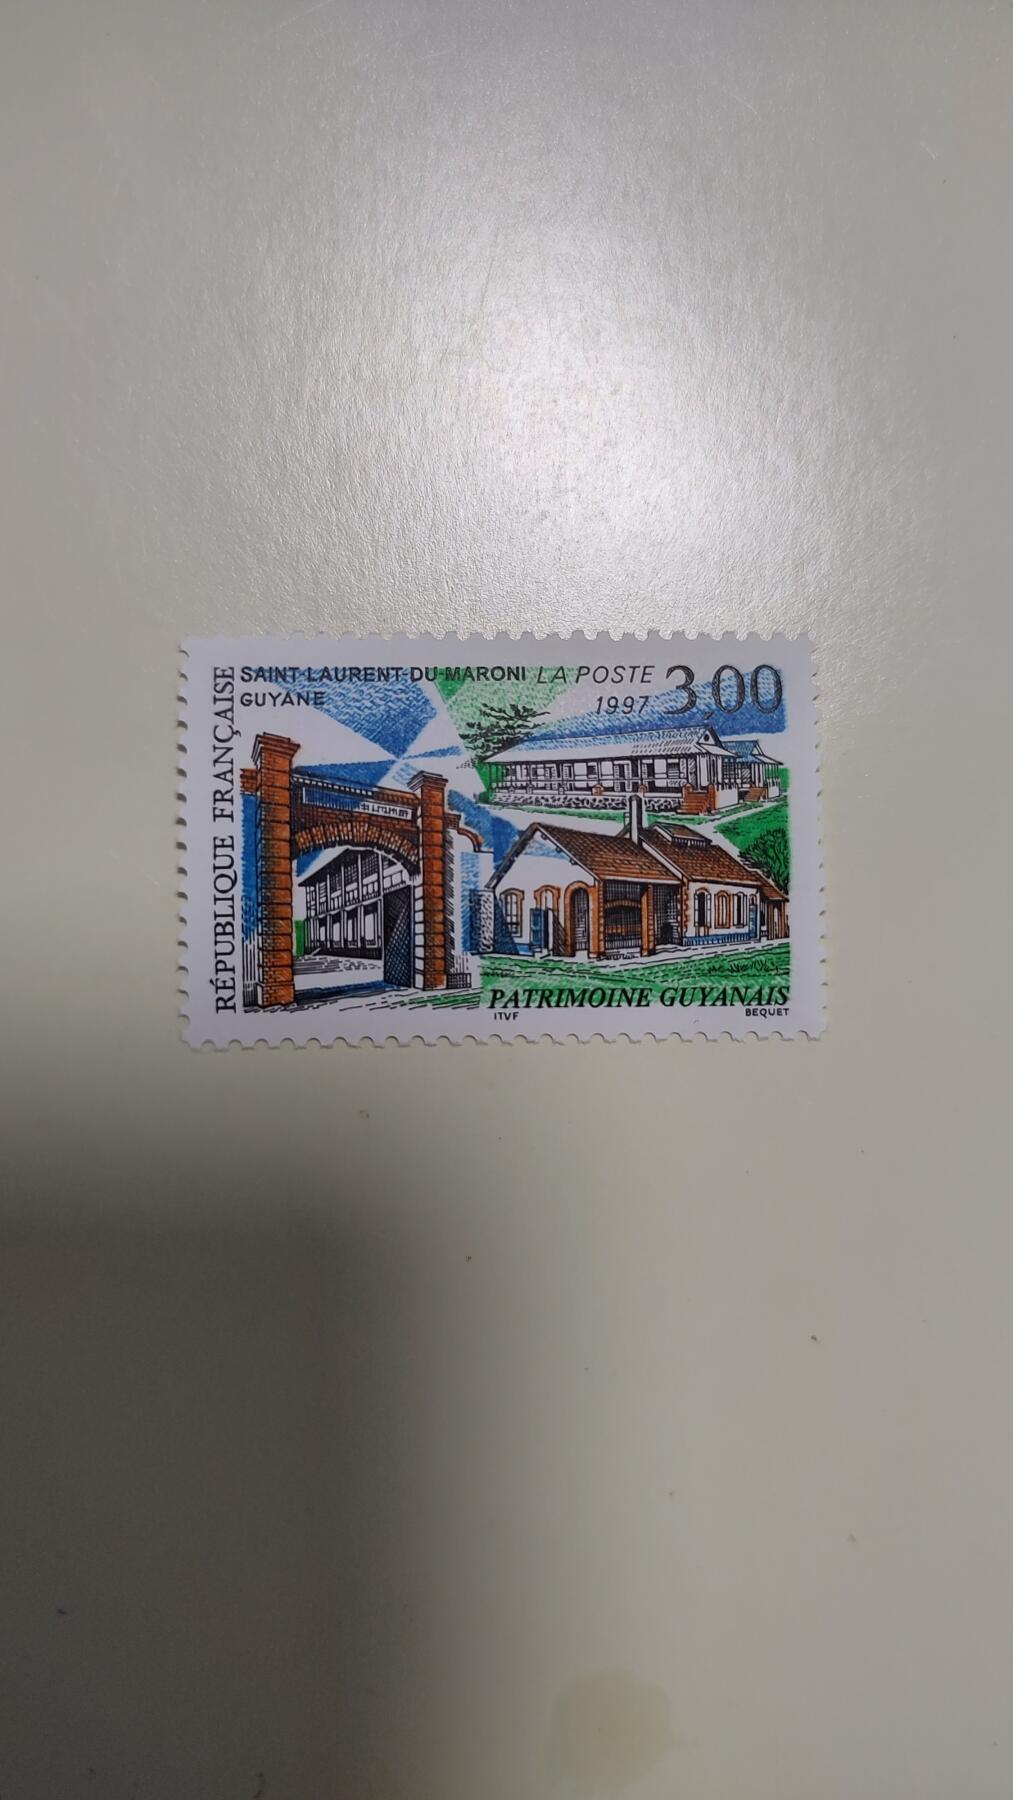 RÉPUBLIQUE FRANÇAISE
SAINT-LAURENT-DU-MARONI LA POSTE
GUYANE
1997
3,00
PATRIMOINE GUYANAIS
ITVF
BEQUET